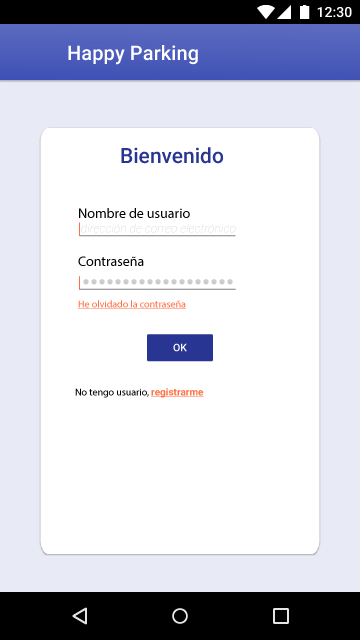 12:30
Happy Parking
Bienvenido
Nombre de usuario
dirección de correo electrónico
Contraseña
He olvidado la contraseña
OK
No tengo usuario, registrarme